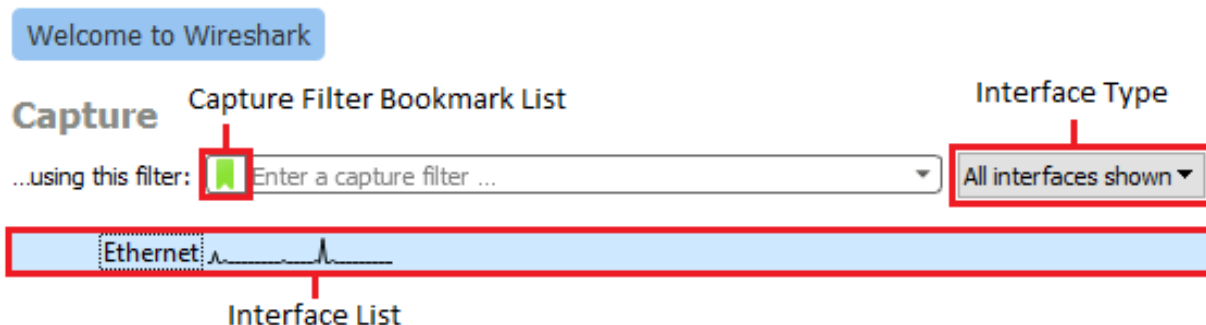 Welcome to Wireshark
Capture Filter Bookmark List
Interface Type
Capture
...using this filter: Enter a capture filter ... All interfaces shown
Ethernet
Interface List